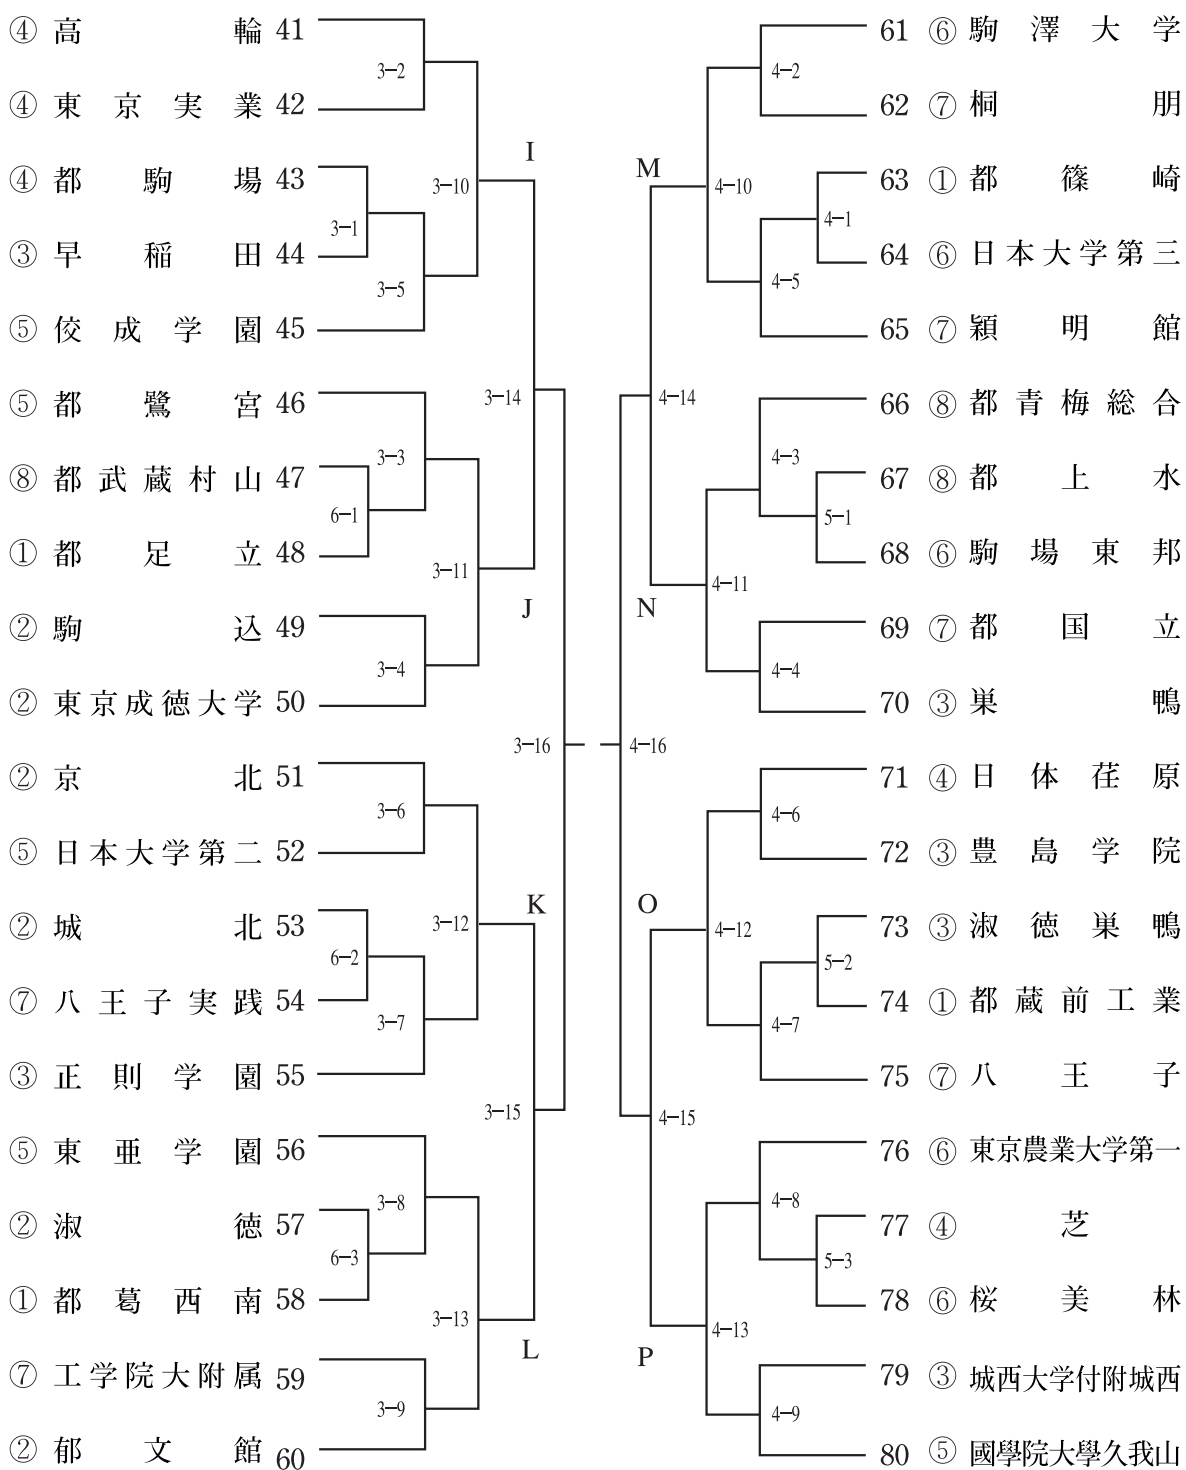 ④ 高輪 41
3-2
④ 東京実業 42
I
④ 都駒場 43
3-10
3-1
③ 早稲田 44
3-5
⑤ 佼成学園 45
3-14
⑤ 都鷺宮 46
3-3
⑧ 都武蔵村山 47
6-1
① 都足立 48
3-11
J
② 駒込 49
3-4
② 東京成徳大学 50
3-16
② 京北 51
3-6
⑤ 日本大学第二 52
K
② 城北 53
3-12
6-2
⑦ 八王子実践 54
3-7
③ 正則学園 55
3-15
⑤ 東亜学園 56
3-8
② 淑徳 57
6-3
① 都葛西南 58
3-13
L
⑦ 工学院大附属 59
3-9
② 郁文館 60
61 ⑥ 駒澤大学
4-2
62 ⑦ 桐朋
M
63 ① 都篠崎
4-10
4-1
64 ⑥ 日本大学第三
4-5
65 ⑦ 穎明館
4-14
66 ⑧ 都青梅総合
4-3
67 ⑧ 都上水
5-1
68 ⑥ 駒場東邦
4-11
N
69 ⑦ 都国立
4-4
70 ③ 巣鴨
4-16
71 ④ 日体荏原
4-6
72 ③ 豊島学院
O
73 ③ 淑徳巣鴨
4-12
5-2
74 ① 都蔵前工業
4-7
75 ⑦ 八王子
4-15
76 ⑥ 東京農業大学第一
4-8
77 ④ 芝
5-3
78 ⑥ 桜美林
4-13
P
79 ③ 城西大学付附城西
4-9
80 ⑤ 國學院大學久我山